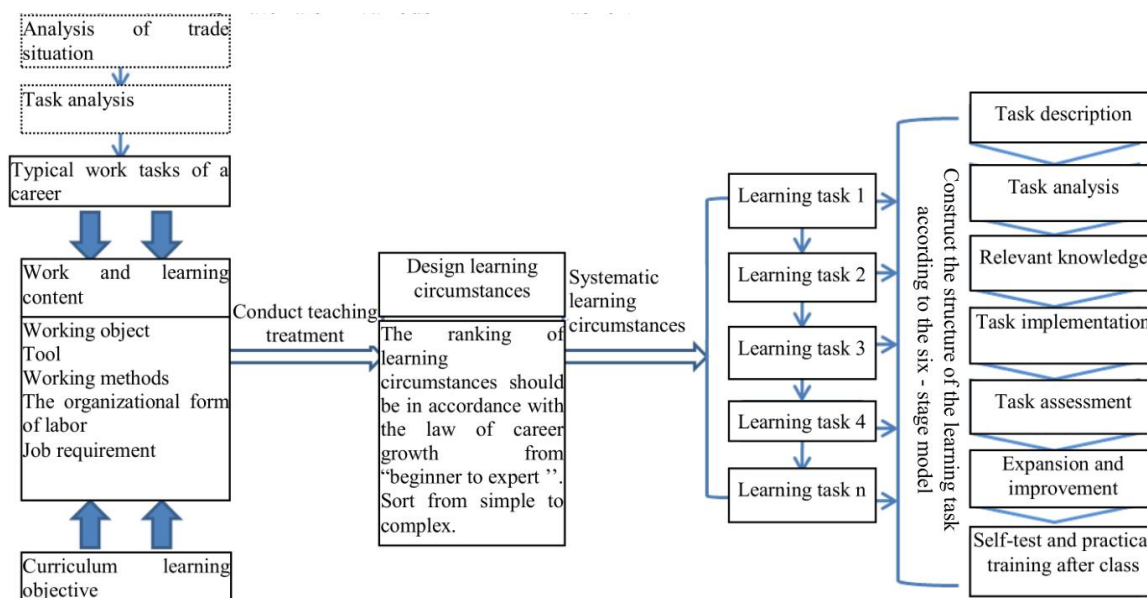 Analysis of trade
situation
Task analysis
Typical work tasks of a
career
Work and learning
content
Working object
Tool
Working methods
The organizational form
of labor
Job requirement
Curriculum learning
objective
Conduct teaching
treatment
Design learning
circumstances
The ranking of
learning
circumstances should
be in accordance with
the law of career
growth from
“beginner to expert ’’.
Sort from simple to
complex.
Systematic
learning
circumstances
Learning task 1
Learning task 2
Learning task 3
Learning task 4
Learning task n
Construct the structure of the learning task
according to the six - stage model
Task description
Task analysis
Relevant knowledge
Task implementation
Task assessment
Expansion and
improvement
Self-test and practica
training after class